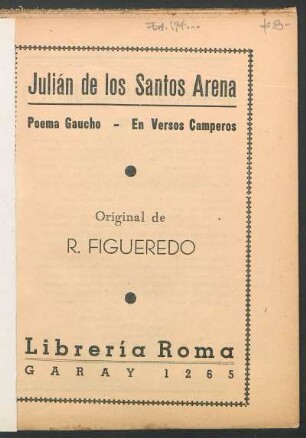 Julián de los Santos Arena
Poema Gaucho - En Versos Camperos
Original de
R. FIGUEREDO
Librería Roma
GARAY 1265